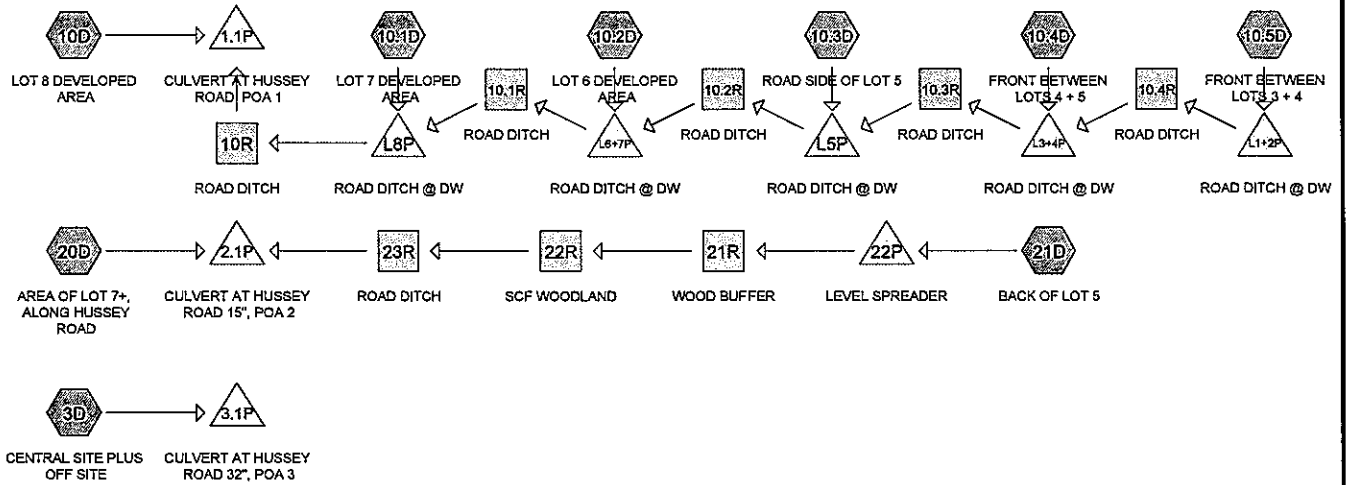 10D
1.1P
10.1D
10.2D
10.3D
10.4D
10.5D
LOT 8 DEVELOPED
AREA
CULVERT AT HUSSEY
ROAD, POA 1
LOT 7 DEVELOPED
AREA
10.1R
LOT 6 DEVELOPED
AREA
10.2R
ROAD SIDE OF LOT 5
10.3R
FRONT BETWEEN
LOTS 4 + 5
10.4R
FRONT BETWEEN
LOTS 3 + 4
ROAD DITCH
ROAD DITCH
ROAD DITCH
ROAD DITCH
10R
L8P
L6+7P
L5P
L3+4P
L1+2P
ROAD DITCH
ROAD DITCH @ DW
ROAD DITCH @ DW
ROAD DITCH @ DW
ROAD DITCH @ DW
ROAD DITCH @ DW
20D
2.1P
23R
22R
21R
22P
21D
AREA OF LOT 7+,
ALONG HUSSEY
ROAD
CULVERT AT HUSSEY
ROAD 15", POA 2
ROAD DITCH
SCF WOODLAND
WOOD BUFFER
LEVEL SPREADER
BACK OF LOT 5
3D
3.1P
CENTRAL SITE PLUS
OFF SITE
CULVERT AT HUSSEY
ROAD 32", POA 3